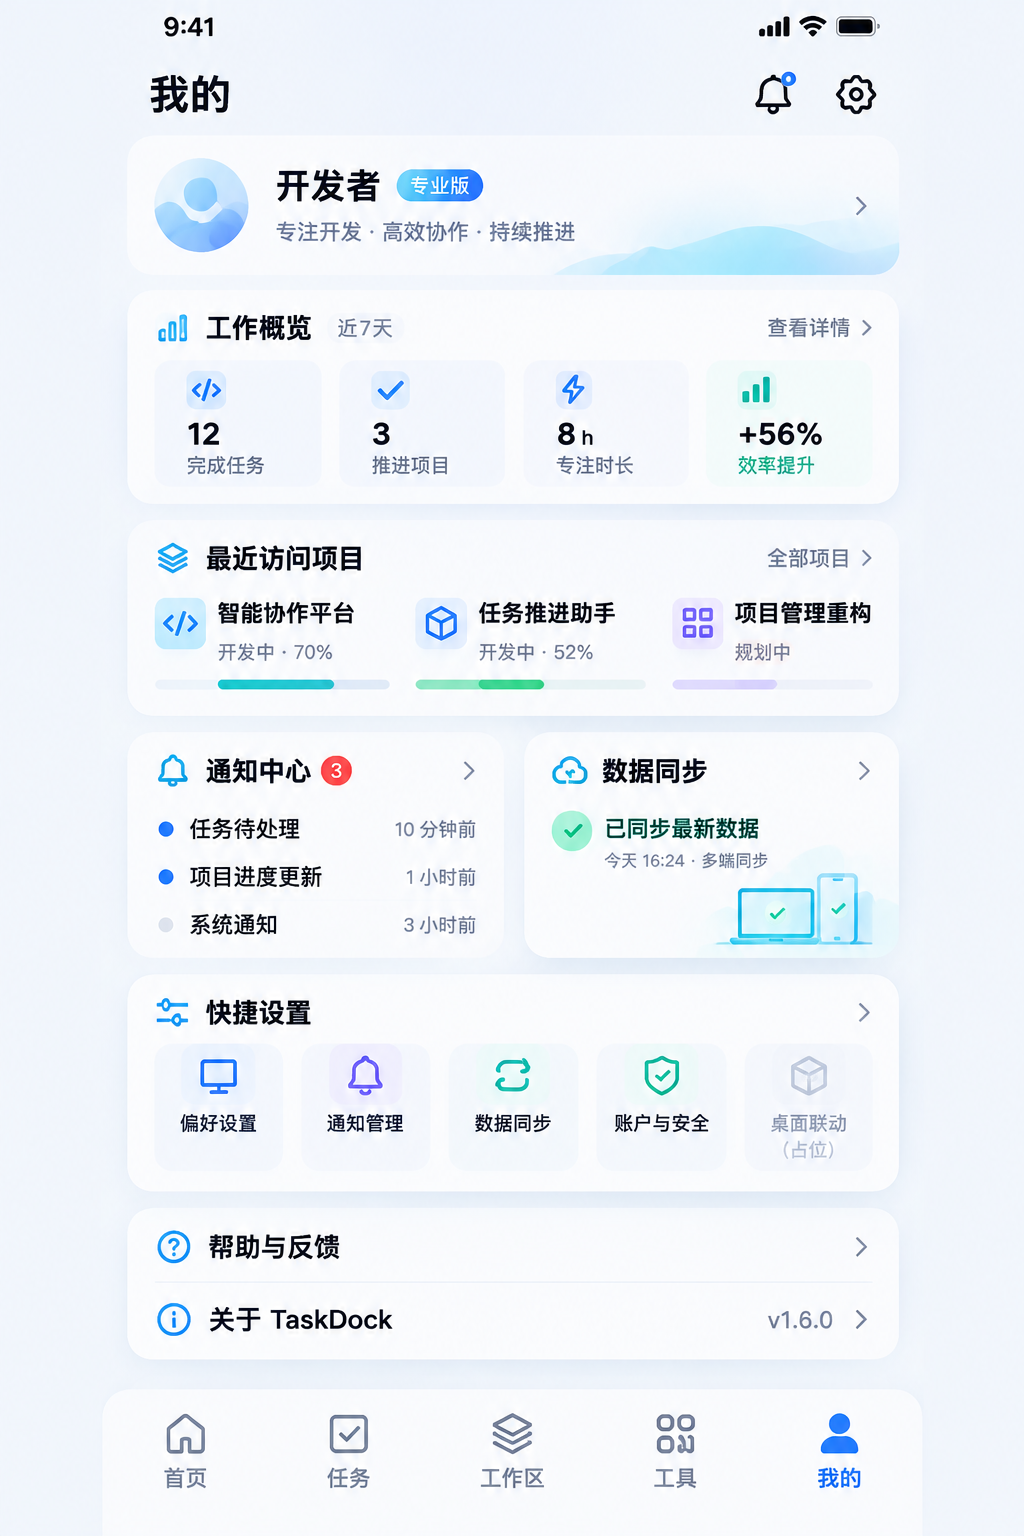 9:41
我的
开发者 专业版
专注开发 · 高效协作 · 持续推进
工作概览 近7天 查看详情
12
完成任务
3
推进项目
8 h
专注时长
+56%
效率提升
最近访问项目 全部项目
智能协作平台
开发中 · 70%
任务推进助手
开发中 · 52%
项目管理重构
规划中
通知中心 3
任务待处理 10 分钟前
项目进度更新 1 小时前
系统通知 3 小时前
数据同步
已同步最新数据
今天 16:24 · 多端同步
快捷设置
偏好设置
通知管理
数据同步
账户与安全
桌面联动
（占位）
帮助与反馈
关于 TaskDock v1.6.0
首页 任务 工作区 工具 我的